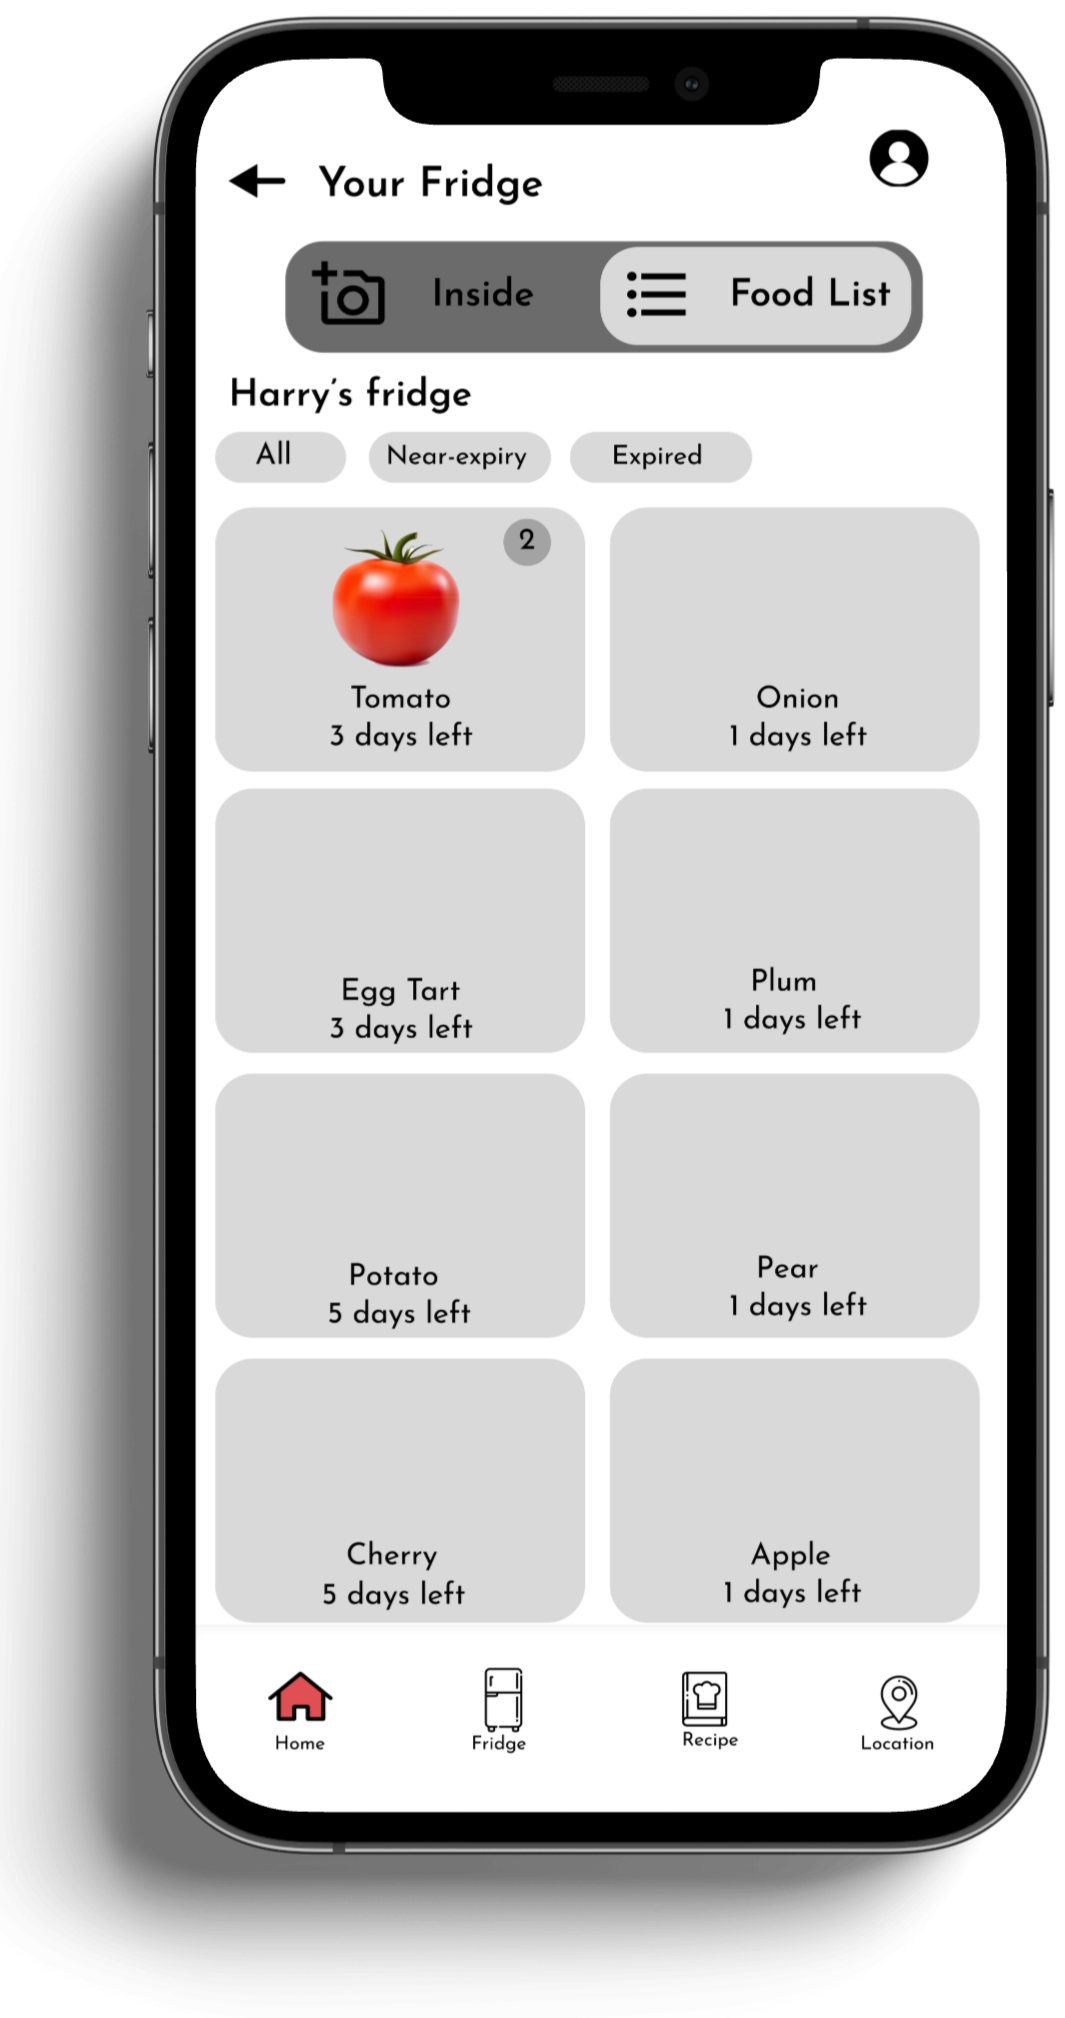 Your Fridge
Inside
Food List
Harry's fridge
All
Near-expiry
Expired
2
Tomato
3 days left
Onion
1 days left
Egg Tart
3 days left
Plum
1 days left
Potato
5 days left
Pear
1 days left
Cherry
5 days left
Apple
1 days left
Home
Fridge
Recipe
Location